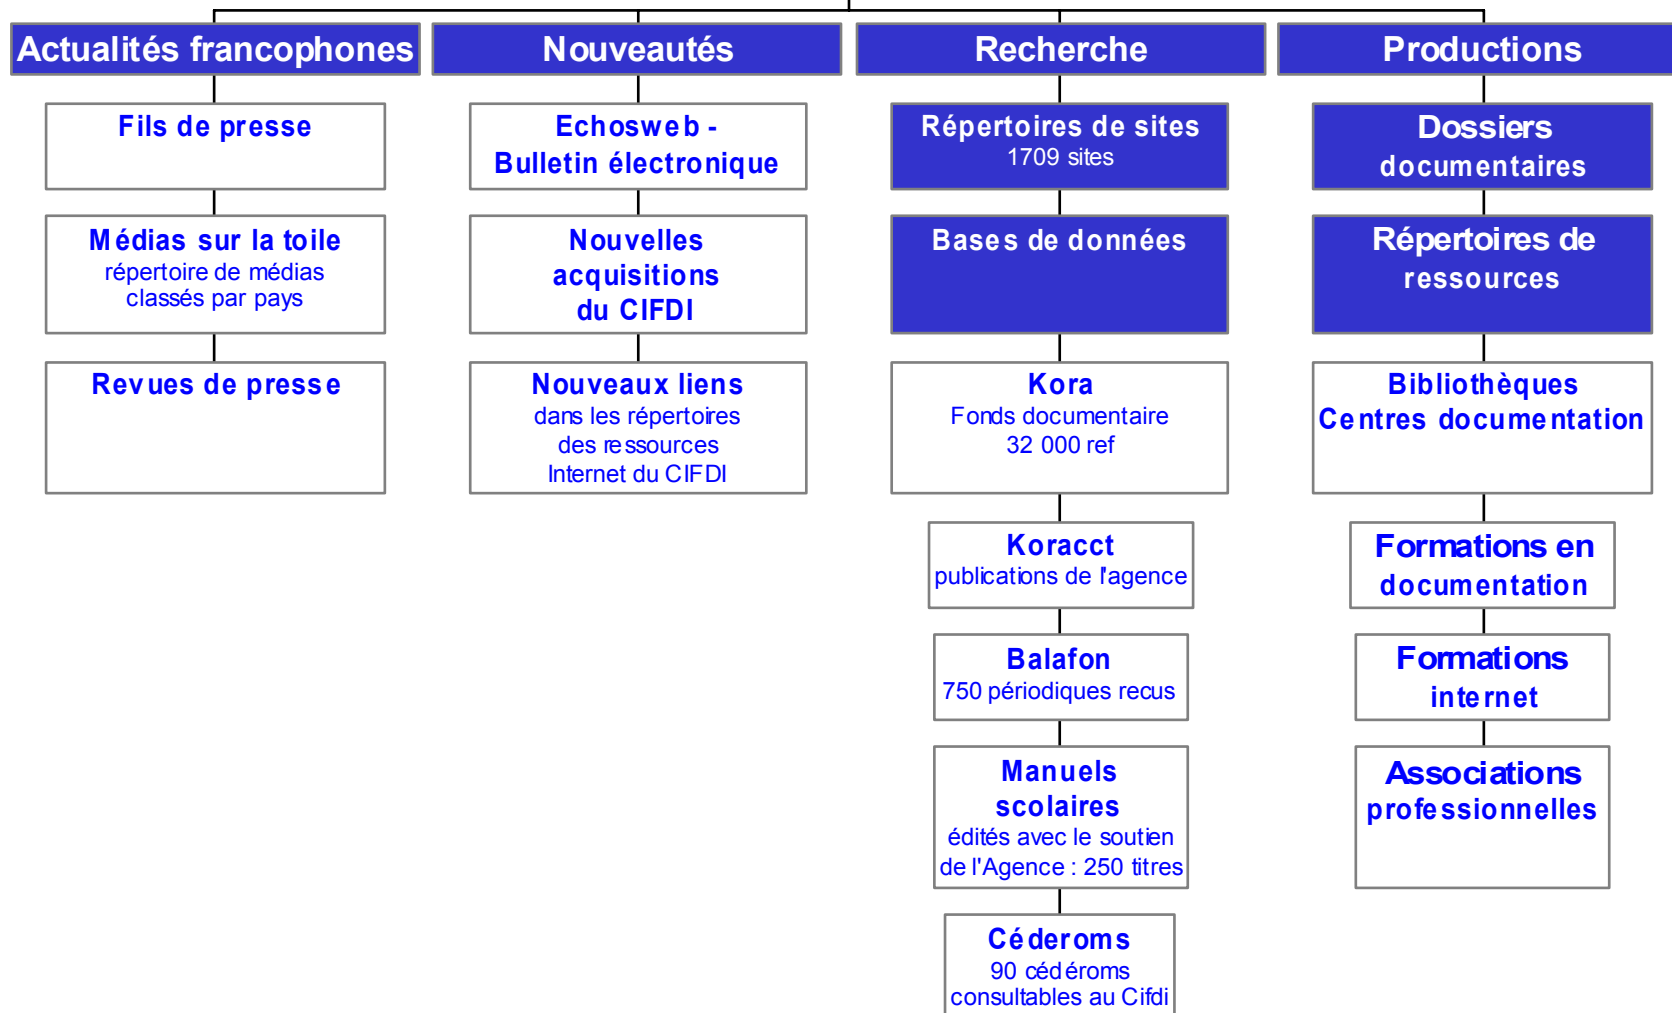 Actualités francophones
Fils de presse
Médias sur la toile
répertoire de médias
classés par pays
Revues de presse
Nouveautés
Echosweb -
Bulletin électronique
Nouvelles
acquisitions
du CIFDI
Nouveaux liens
dans les répertoires
des ressources
Internet du CIFDI
Recherche
Répertoires de sites
1709 sites
Bases de données
Kora
Fonds documentaire
32 000 ref
Koracct
publications de l'agence
Balafon
750 périodiques recus
Manuels
scolaires
édités avec le soutien
de l'Agence : 250 titres
Céderoms
90 cédéroms
consultables au Cifdi
Productions
Dossiers
documentaires
Répertoires de
ressources
Bibliothèques
Centres documentation
Formations en
documentation
Formations
internet
Associations
professionnelles